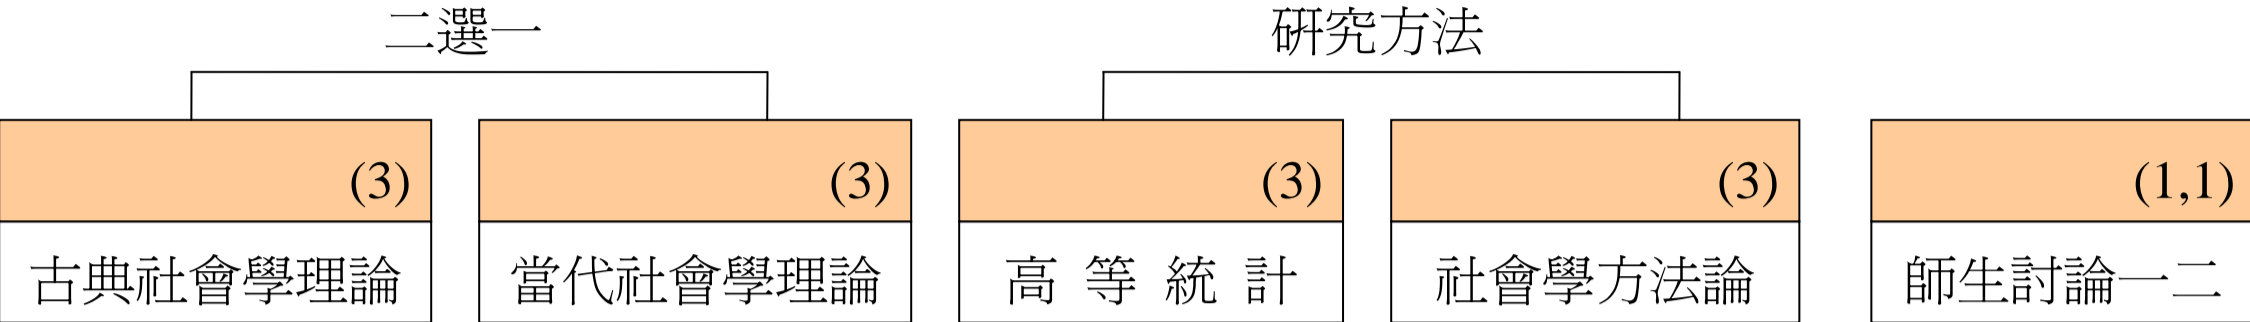 二選一 研究方法
(3) (3) (3) (3) (1,1)
古典社會學理論 當代社會學理論 高等統計 社會學方法論 師生討論一二